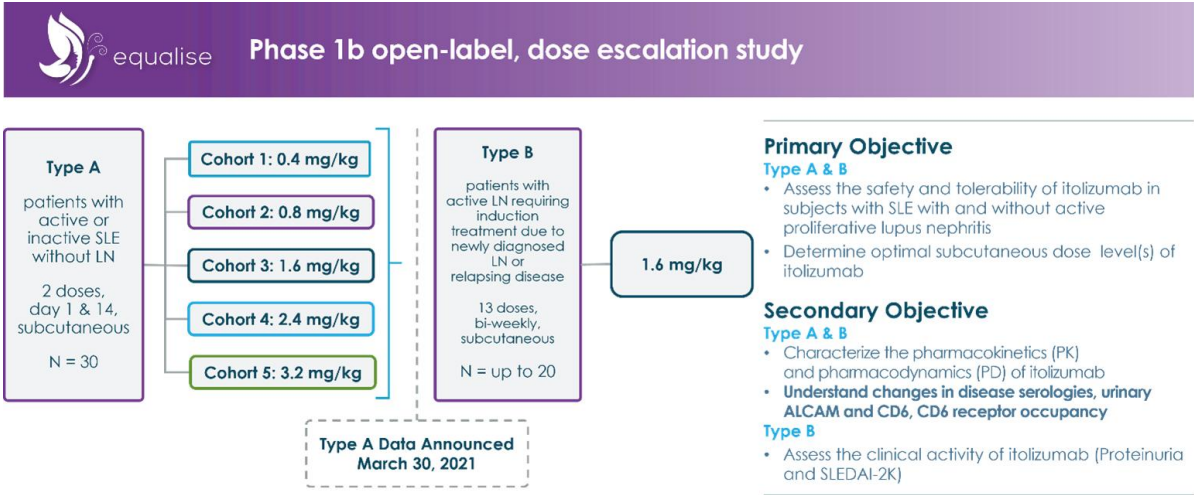 equalise
Phase 1b open-label, dose escalation study
Type A
patients with
active or
inactive SLE
without LN
2 doses,
day 1 & 14,
subcutaneous
N = 30
Cohort 1: 0.4 mg/kg
Cohort 2: 0.8 mg/kg
Cohort 3: 1.6 mg/kg
Cohort 4: 2.4 mg/kg
Cohort 5: 3.2 mg/kg
Type A Data Announced
March 30, 2021
Type B
patients with
active LN requiring
induction
treatment due to
newly diagnosed
LN or
relapsing disease
13 doses,
bi-weekly,
subcutaneous
N = up to 20
1.6 mg/kg
Primary Objective
Type A & B
• Assess the safety and tolerability of itolizumab in
subjects with SLE with and without active
proliferative lupus nephritis
• Determine optimal subcutaneous dose level(s) of
itolizumab
Secondary Objective
Type A & B
• Characterize the pharmacokinetics (PK)
and pharmacodynamics (PD) of itolizumab
• Understand changes in disease serologies, urinary
ALCAM and CD6, CD6 receptor occupancy
Type B
• Assess the clinical activity of itolizumab (Proteinuria
and SLEDAI-2K)